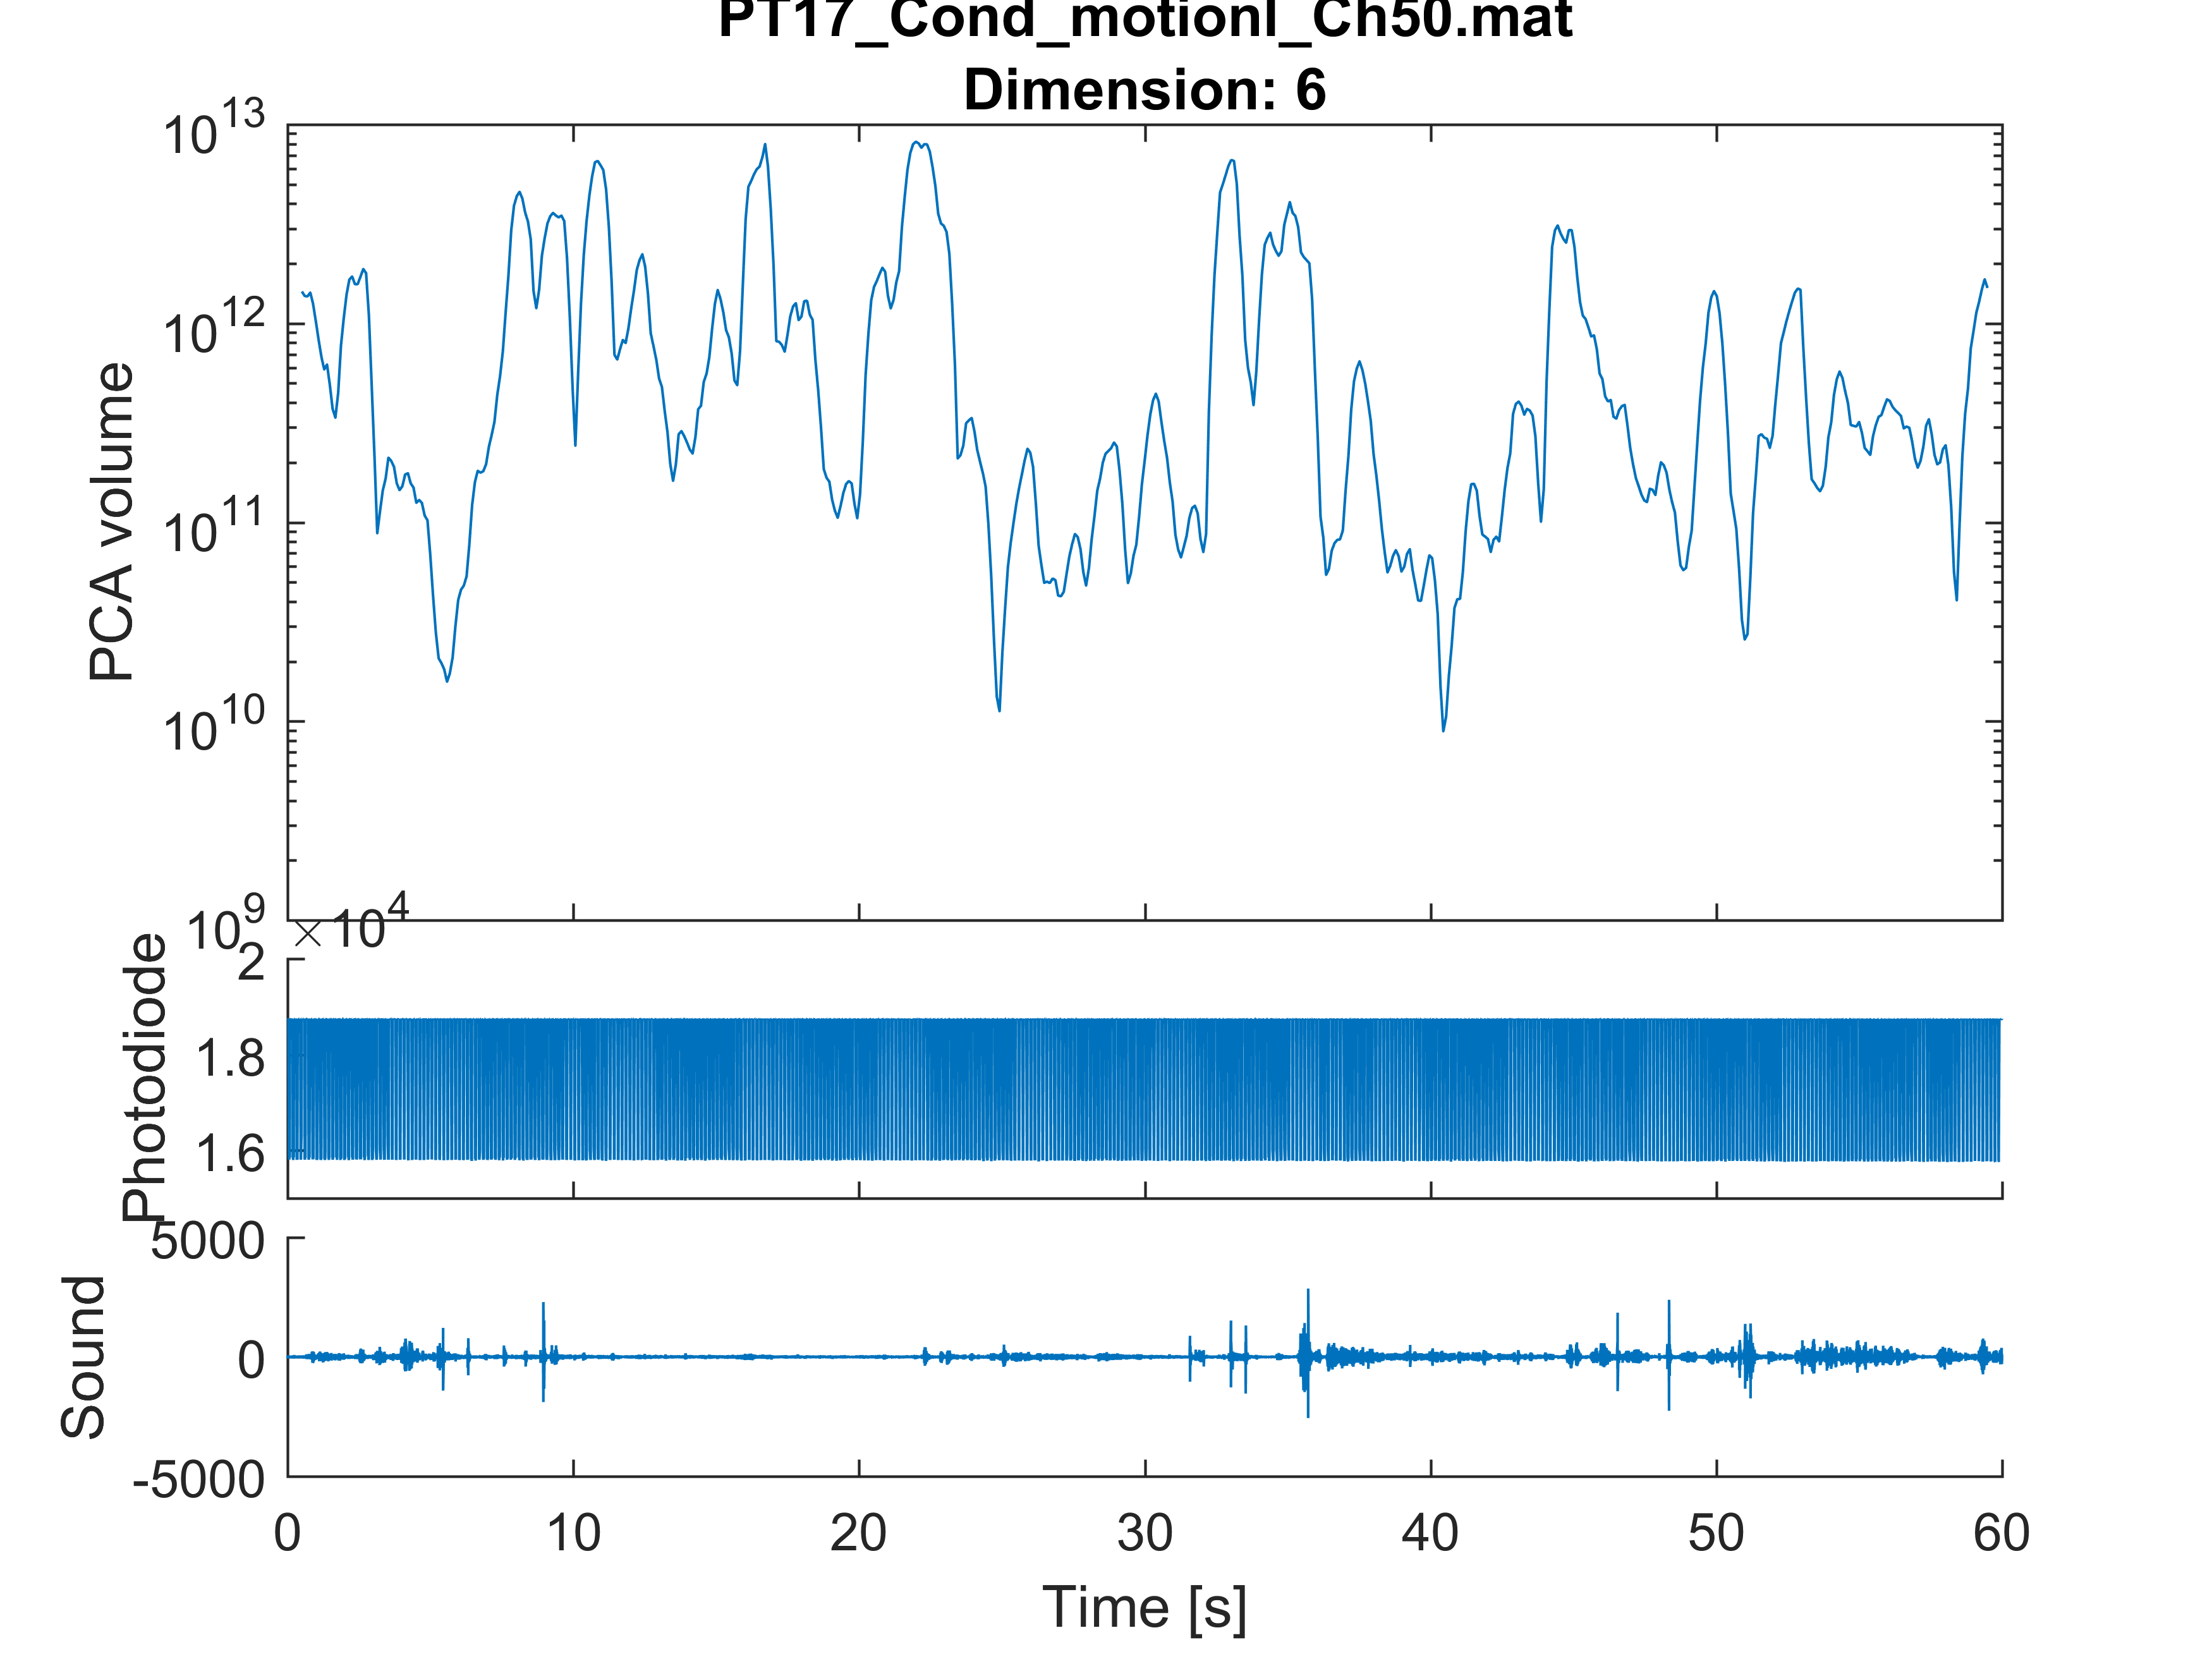 PT17_Cond_motionI_Ch50.mat
Dimension: 6
10^13
10^12
10^11
10^10
10^9
PCA volume
× 10^4
2
1.8
1.6
Photodiode
5000
0
-5000
Sound
0 10 20 30 40 50 60
Time [s]